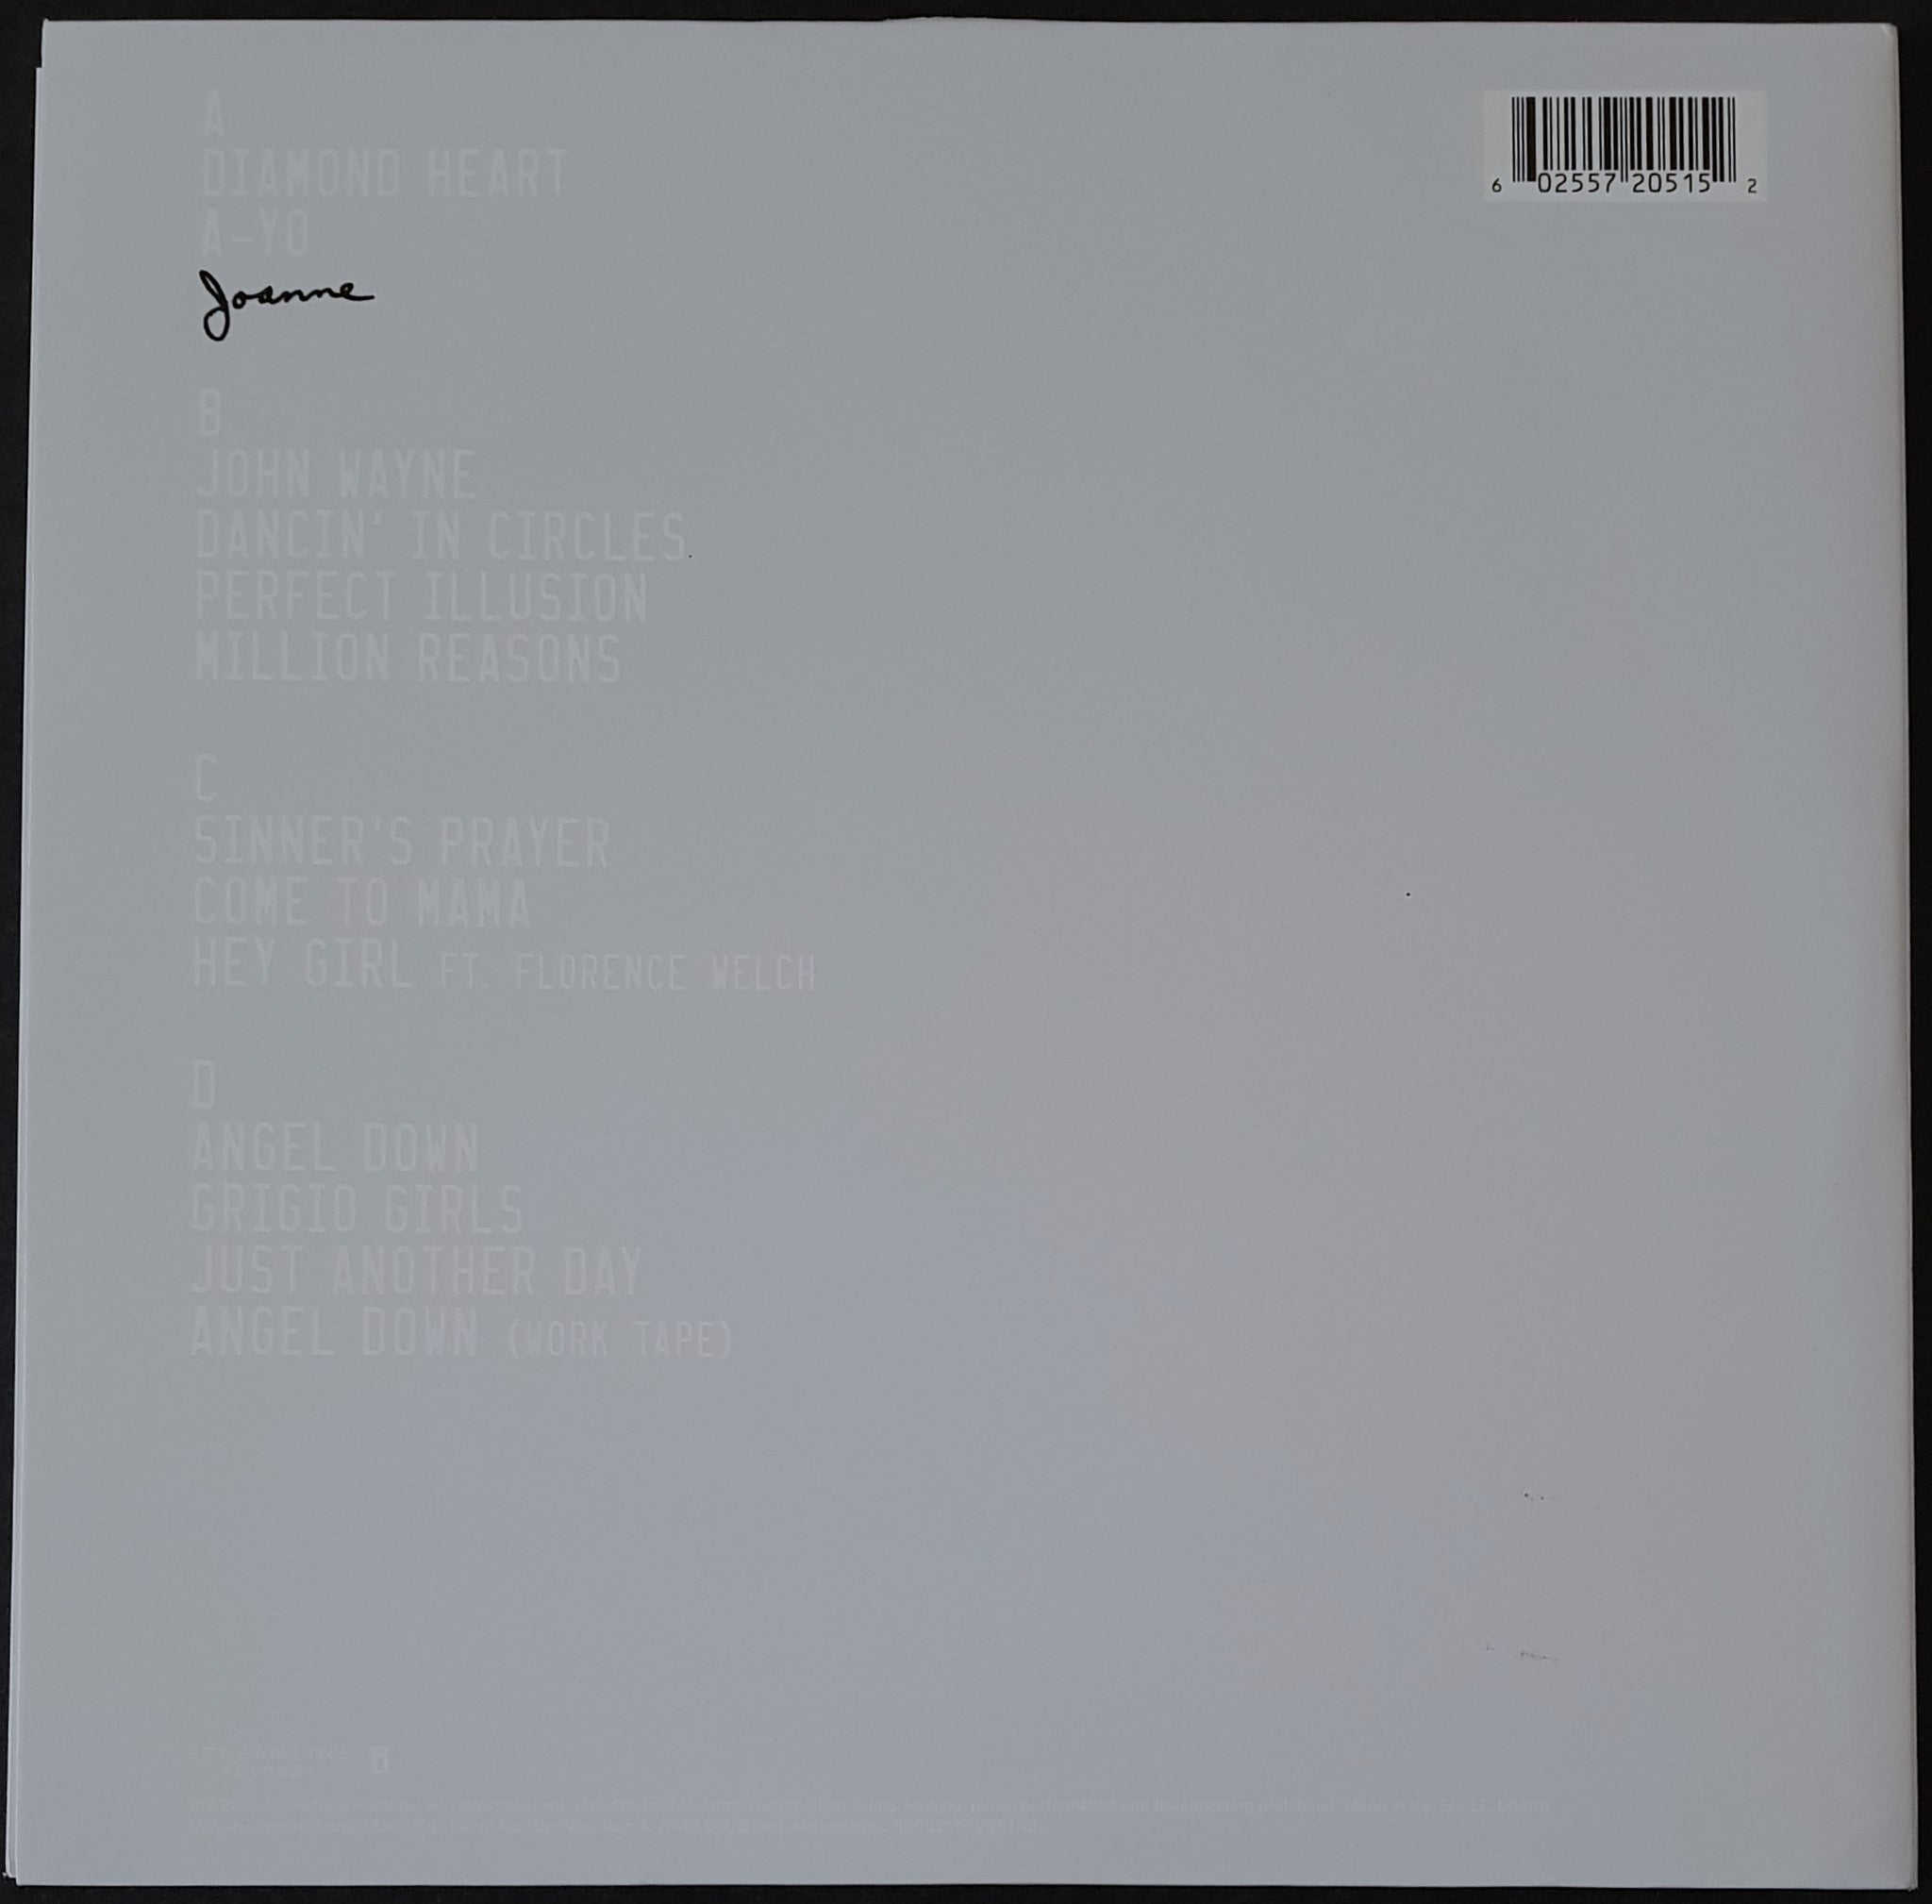 A
DIAMOND HEART
A-YO
Joanne
B
JOHN WAYNE
DANCIN' IN CIRCLES
PERFECT ILLUSION
MILLION REASONS
C
SINNER'S PRAYER
COME TO MAMA
HEY GIRL FT. FLORENCE WELCH
D
ANGEL DOWN
GRIGIO GIRLS
JUST ANOTHER DAY
ANGEL DOWN (WORK TAPE)
6 02557 20515 2
STREAMLINE